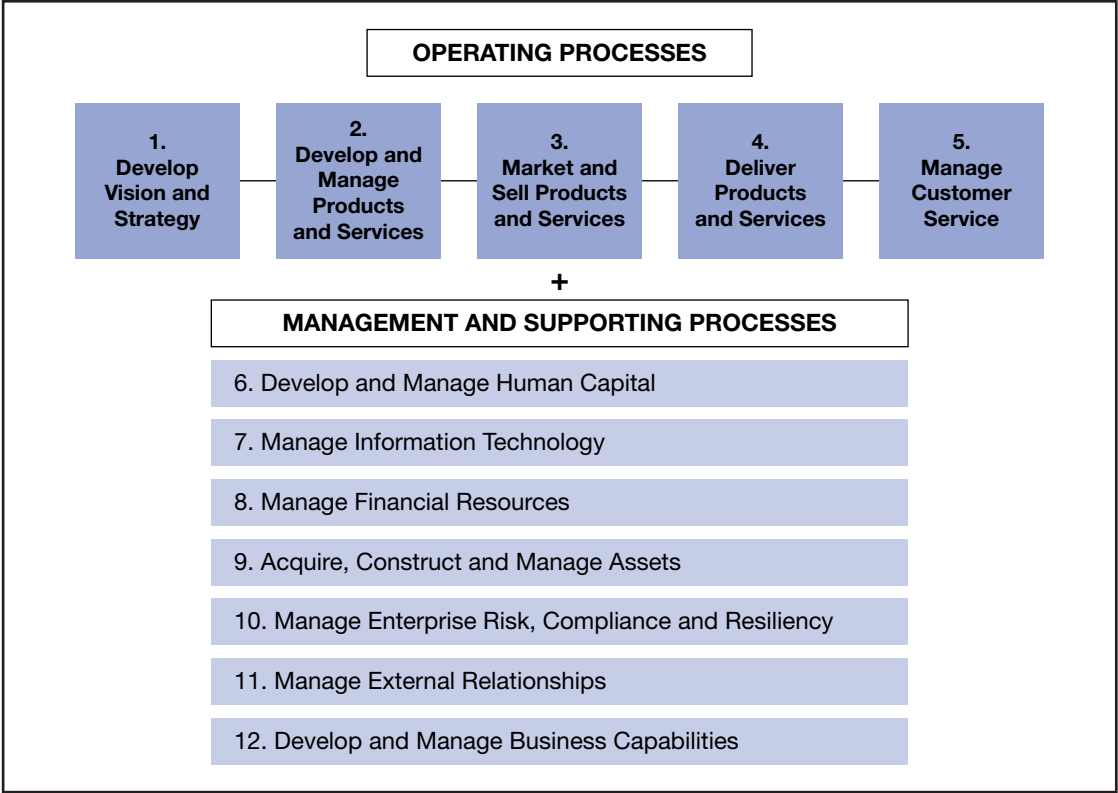 OPERATING PROCESSES
1.
Develop
Vision and
Strategy
2.
Develop and
Manage
Products
and Services
3.
Market and
Sell Products
and Services
4.
Deliver
Products
and Services
5.
Manage
Customer
Service
+
MANAGEMENT AND SUPPORTING PROCESSES
6. Develop and Manage Human Capital
7. Manage Information Technology
8. Manage Financial Resources
9. Acquire, Construct and Manage Assets
10. Manage Enterprise Risk, Compliance and Resiliency
11. Manage External Relationships
12. Develop and Manage Business Capabilities